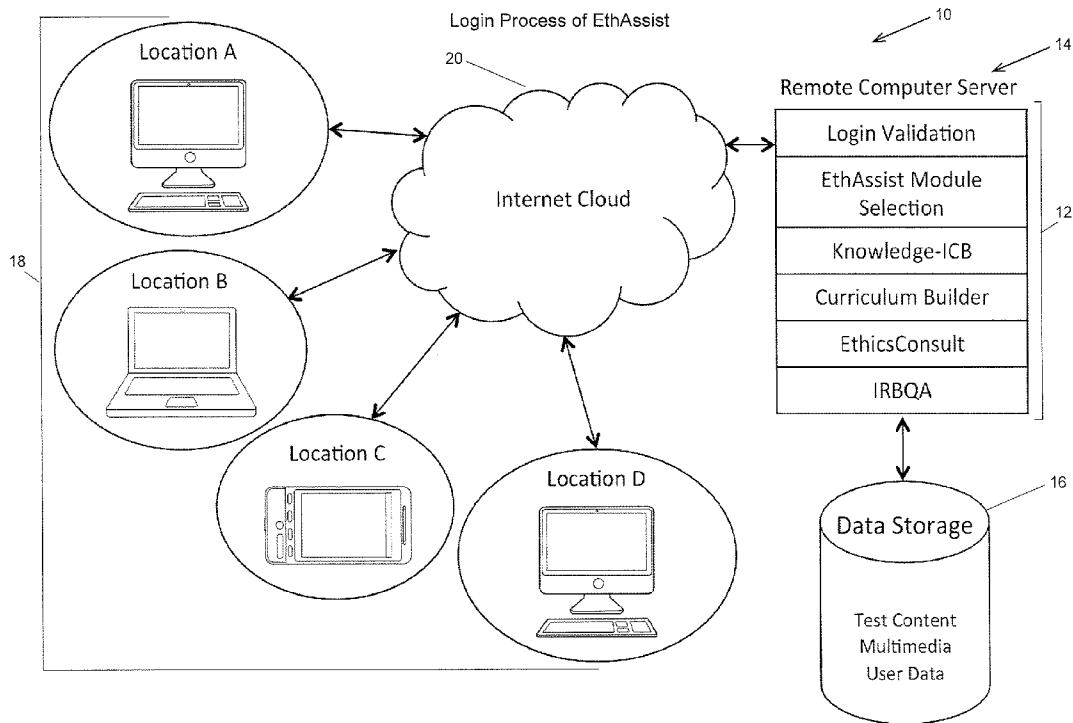 Login Process of EthAssist
10
14
Location A
20
Remote Computer Server
Login Validation
EthAssist Module
Selection
12
Internet Cloud
Knowledge-ICB
18
Location B
Curriculum Builder
EthicsConsult
IRBQA
Location C
Location D
16
Data Storage
Test Content
Multimedia
User Data